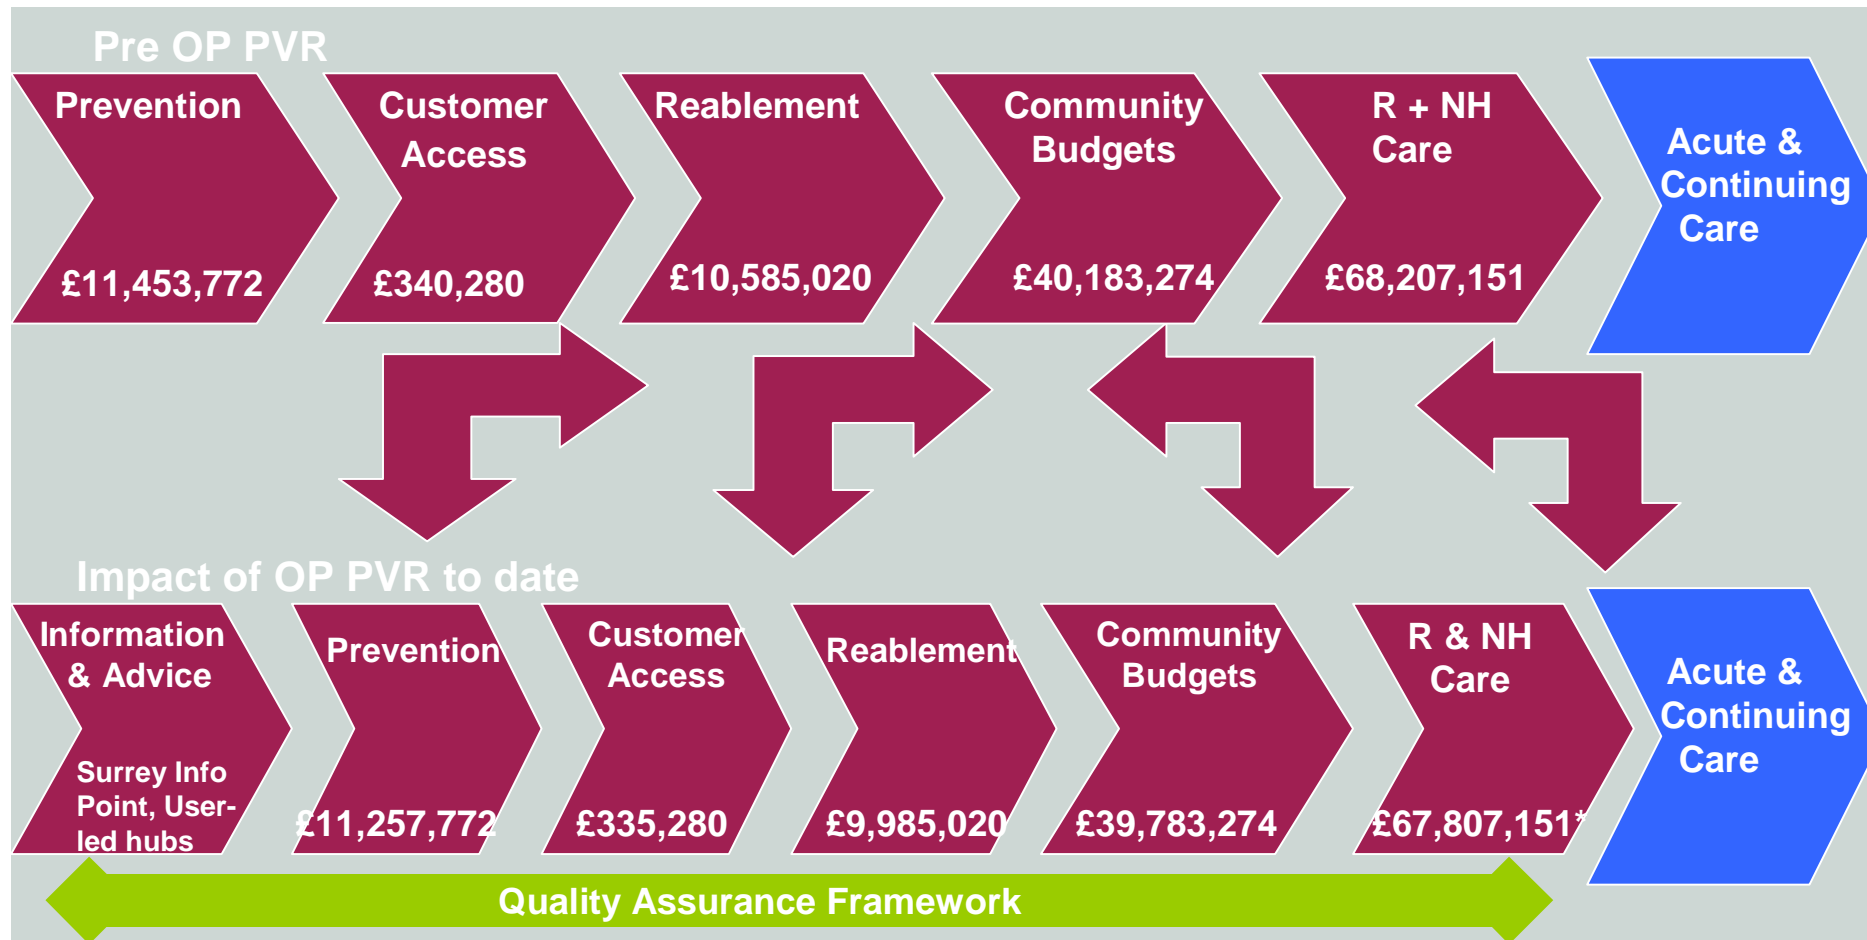 Pre OP PVR
Prevention
£11,453,772
Customer
Access
£340,280
Reablement
£10,585,020
Community
Budgets
£40,183,274
R + NH
Care
£68,207,151
Acute &
Continuing
Care
Impact of OP PVR to date
Information
& Advice
Surrey Info
Point, User-
led hubs
Prevention
£11,257,772
Customer
Access
£335,280
Reablement
£9,985,020
Community
Budgets
£39,783,274
R & NH
Care
£67,807,151*
Acute &
Continuing
Care
Quality Assurance Framework